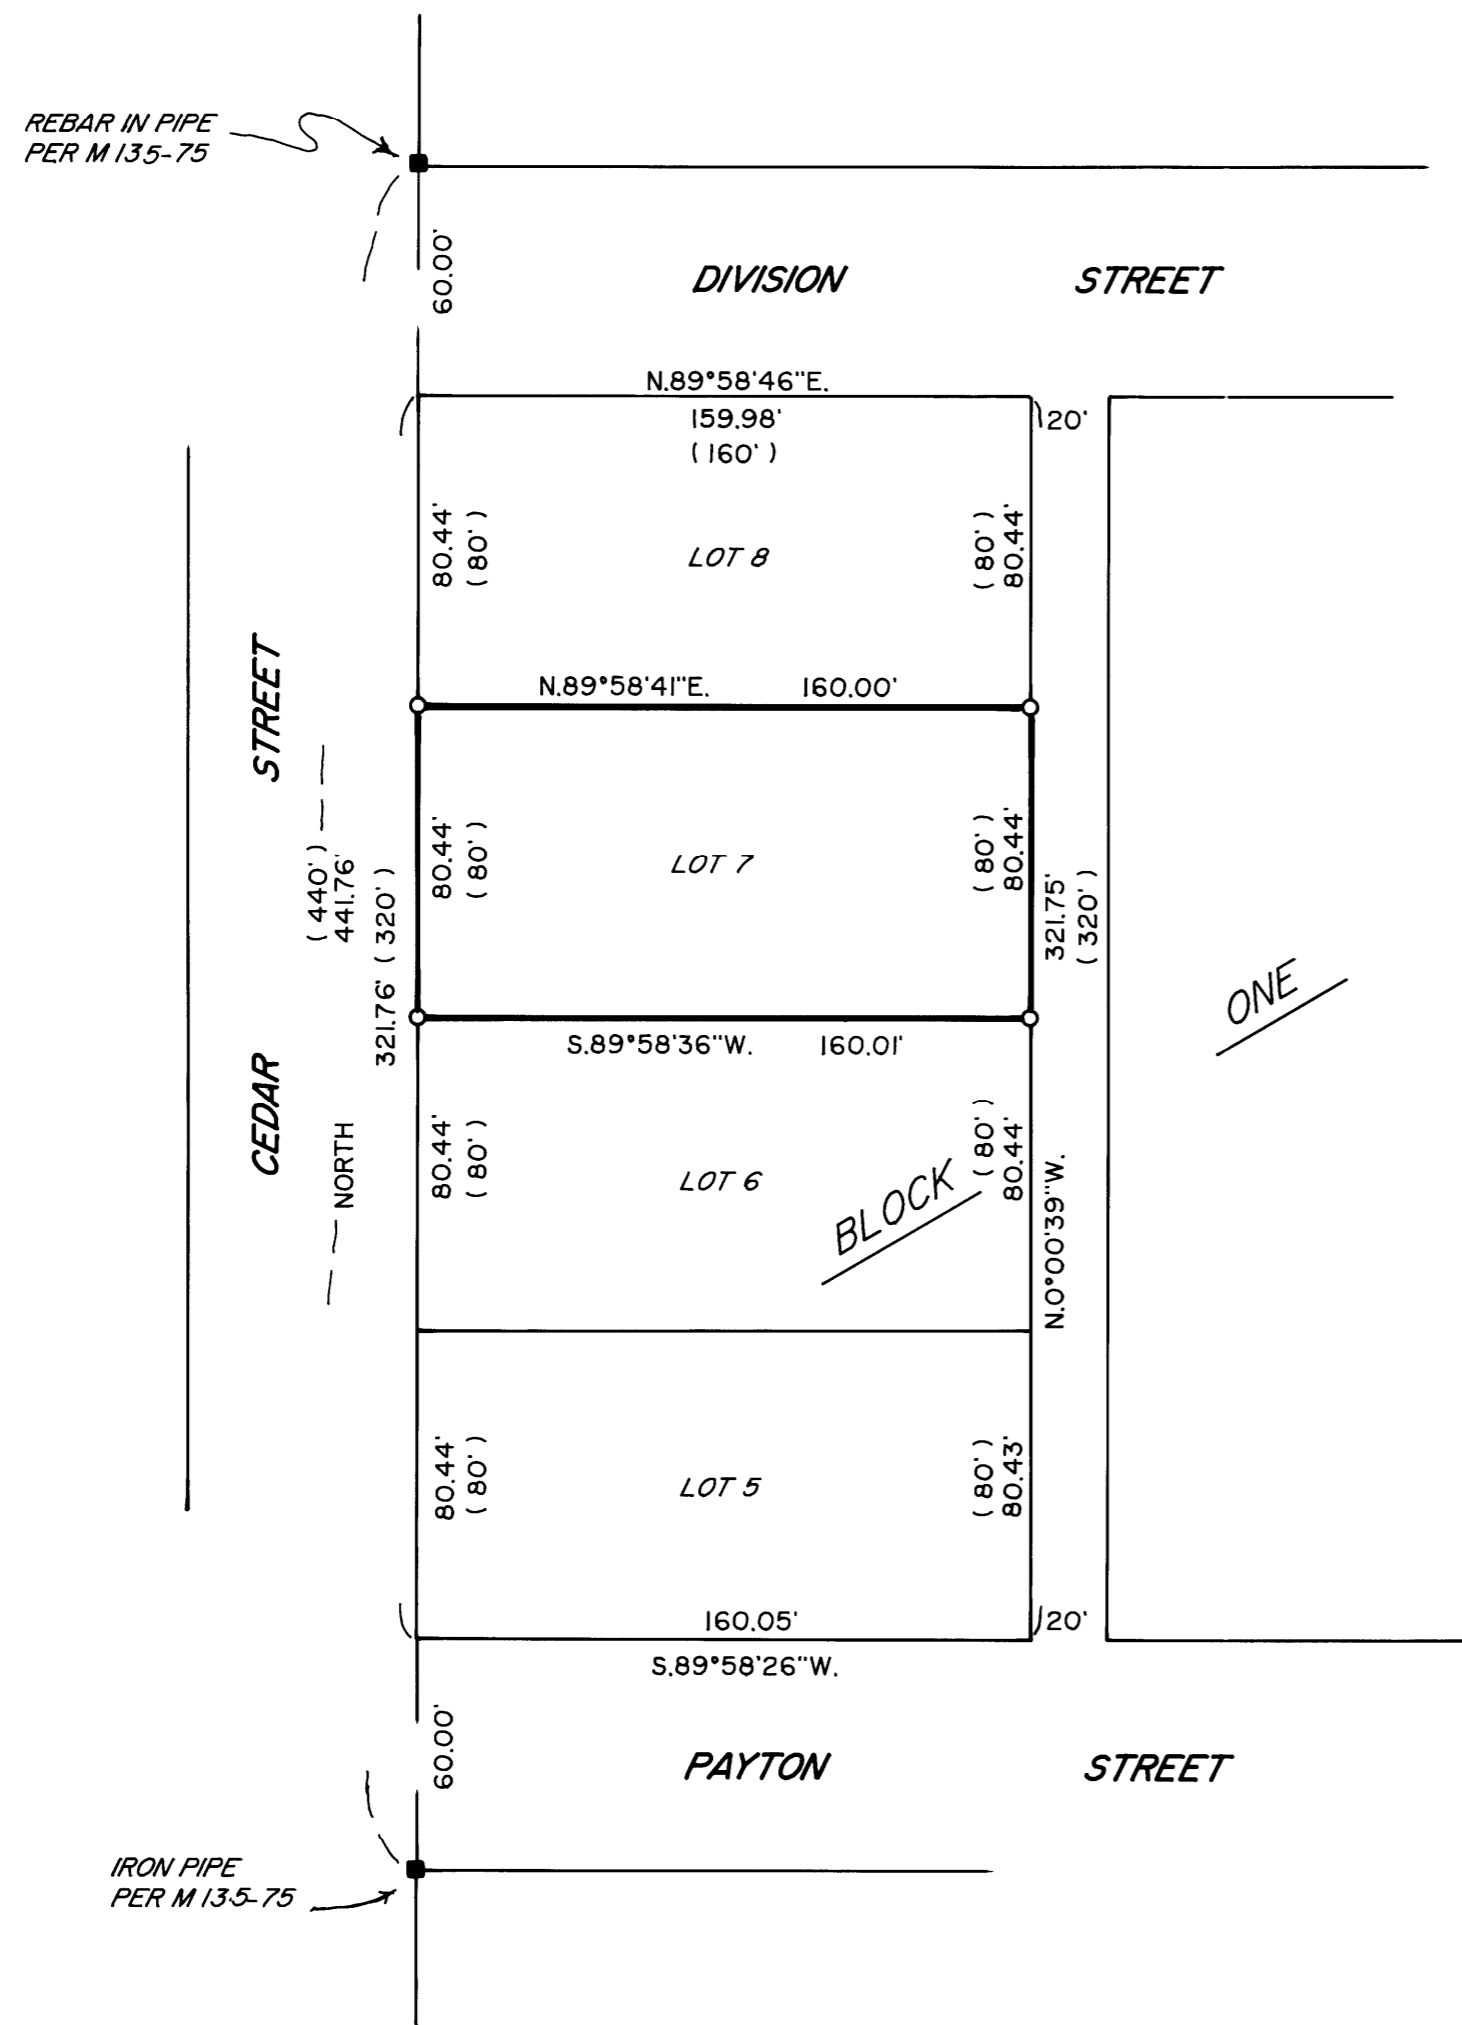 REBAR IN PIPE
PER M 135-75
60.00'
DIVISION STREET
N.89°58'46"E.
159.98'
(160')
20'
80.44'
(80')
LOT 8
(80')
80.44'
N.89°58'41"E. 160.00'
STREET
CEDAR
(440')
441.76'
NORTH
321.76' (320')
80.44'
(80')
LOT 7
(80')
80.44'
321.75'
(320')
ONE
S.89°58'36"W. 160.01'
80.44'
(80')
LOT 6
BLOCK
(80')
80.44'
N.0°00'39"W.
80.44'
(80')
LOT 5
(80')
80.43'
160.05'
20'
S.89°58'26"W.
60.00'
PAYTON STREET
IRON PIPE
PER M 135-75